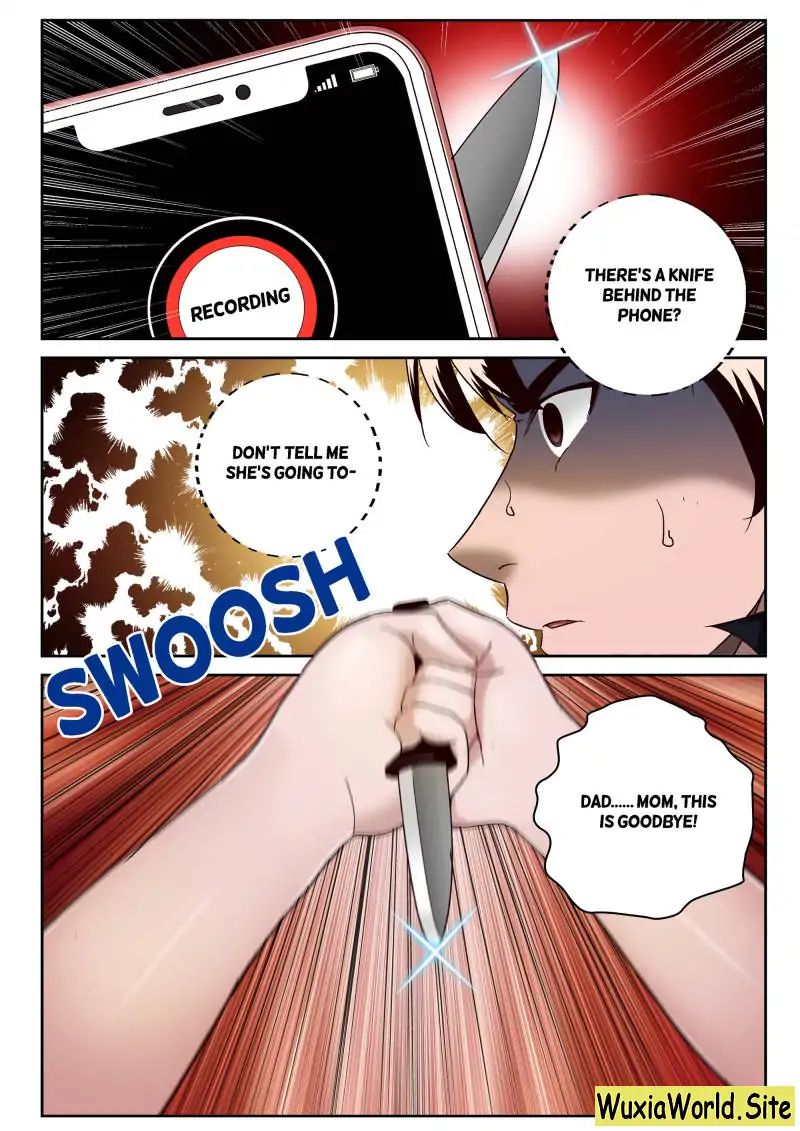 RECORDING
THERE'S A KNIFE
BEHIND THE
PHONE?
DON'T TELL ME
SHE'S GOING TO-
SWOOSH
DAD...... MOM, THIS
IS GOODBYE!
WuxiaWorld.Site